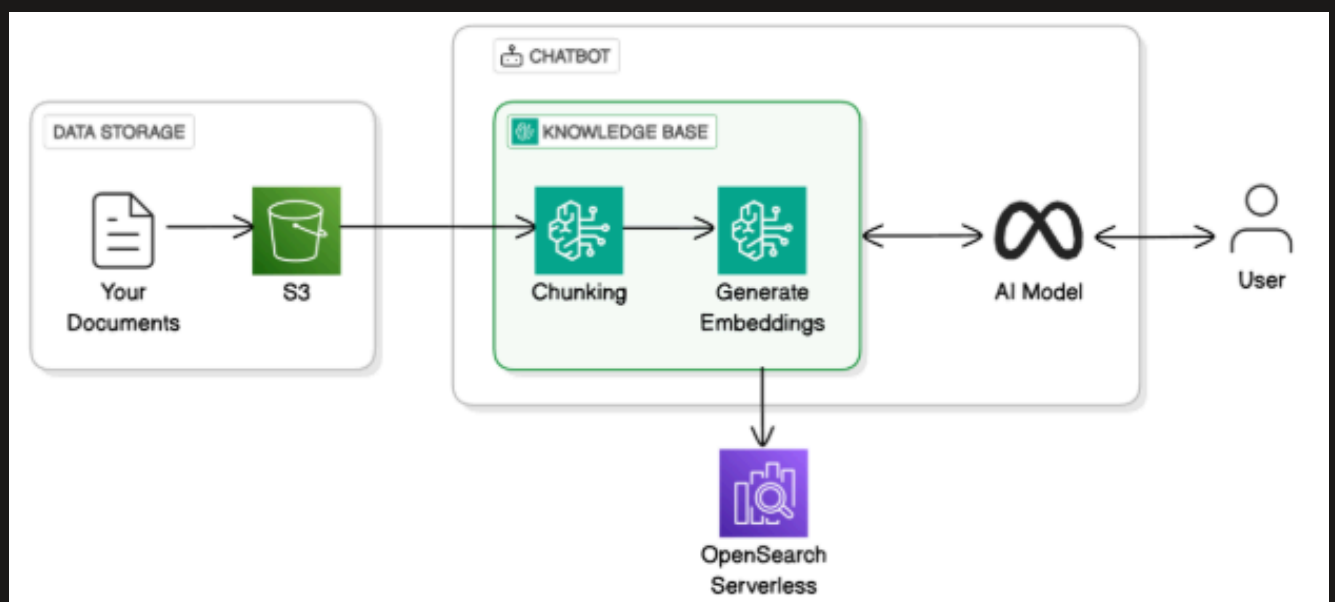 CHATBOT
DATA STORAGE
KNOWLEDGE BASE
Your
Documents
S3
Chunking
Generate
Embeddings
AI Model
User
OpenSearch
Serverless